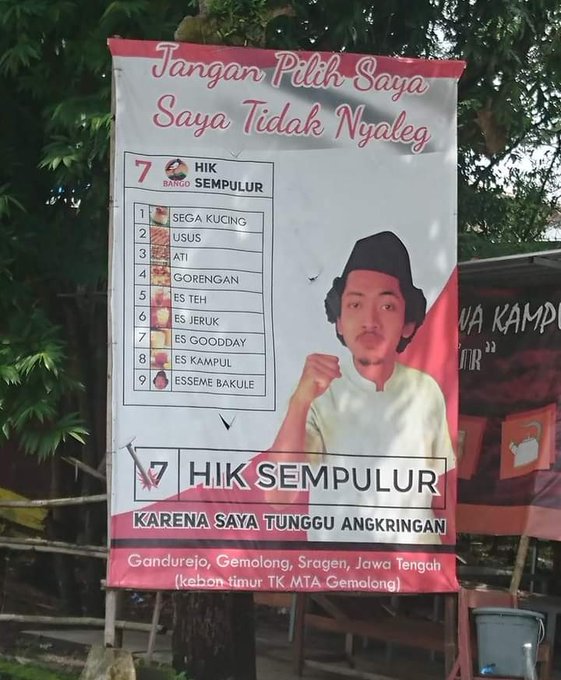 Jangan Pilih Saya
Saya Tidak Nyaleg
7 BANGO HIK SEMPULUR
1 SEGA KUCING
2 USUS
3 ATI
4 GORENGAN
5 ES TEH
6 ES JERUK
7 ES GOODDAY
8 ES KAMPUL
9 ESSEME BAKULE
7 HIK SEMPULUR
KARENA SAYA TUNGGU ANGKRINGAN
Gandurejo, Gemolong, Sragen, Jawa Tengah
(kebon timur TK MTA Gemolong)